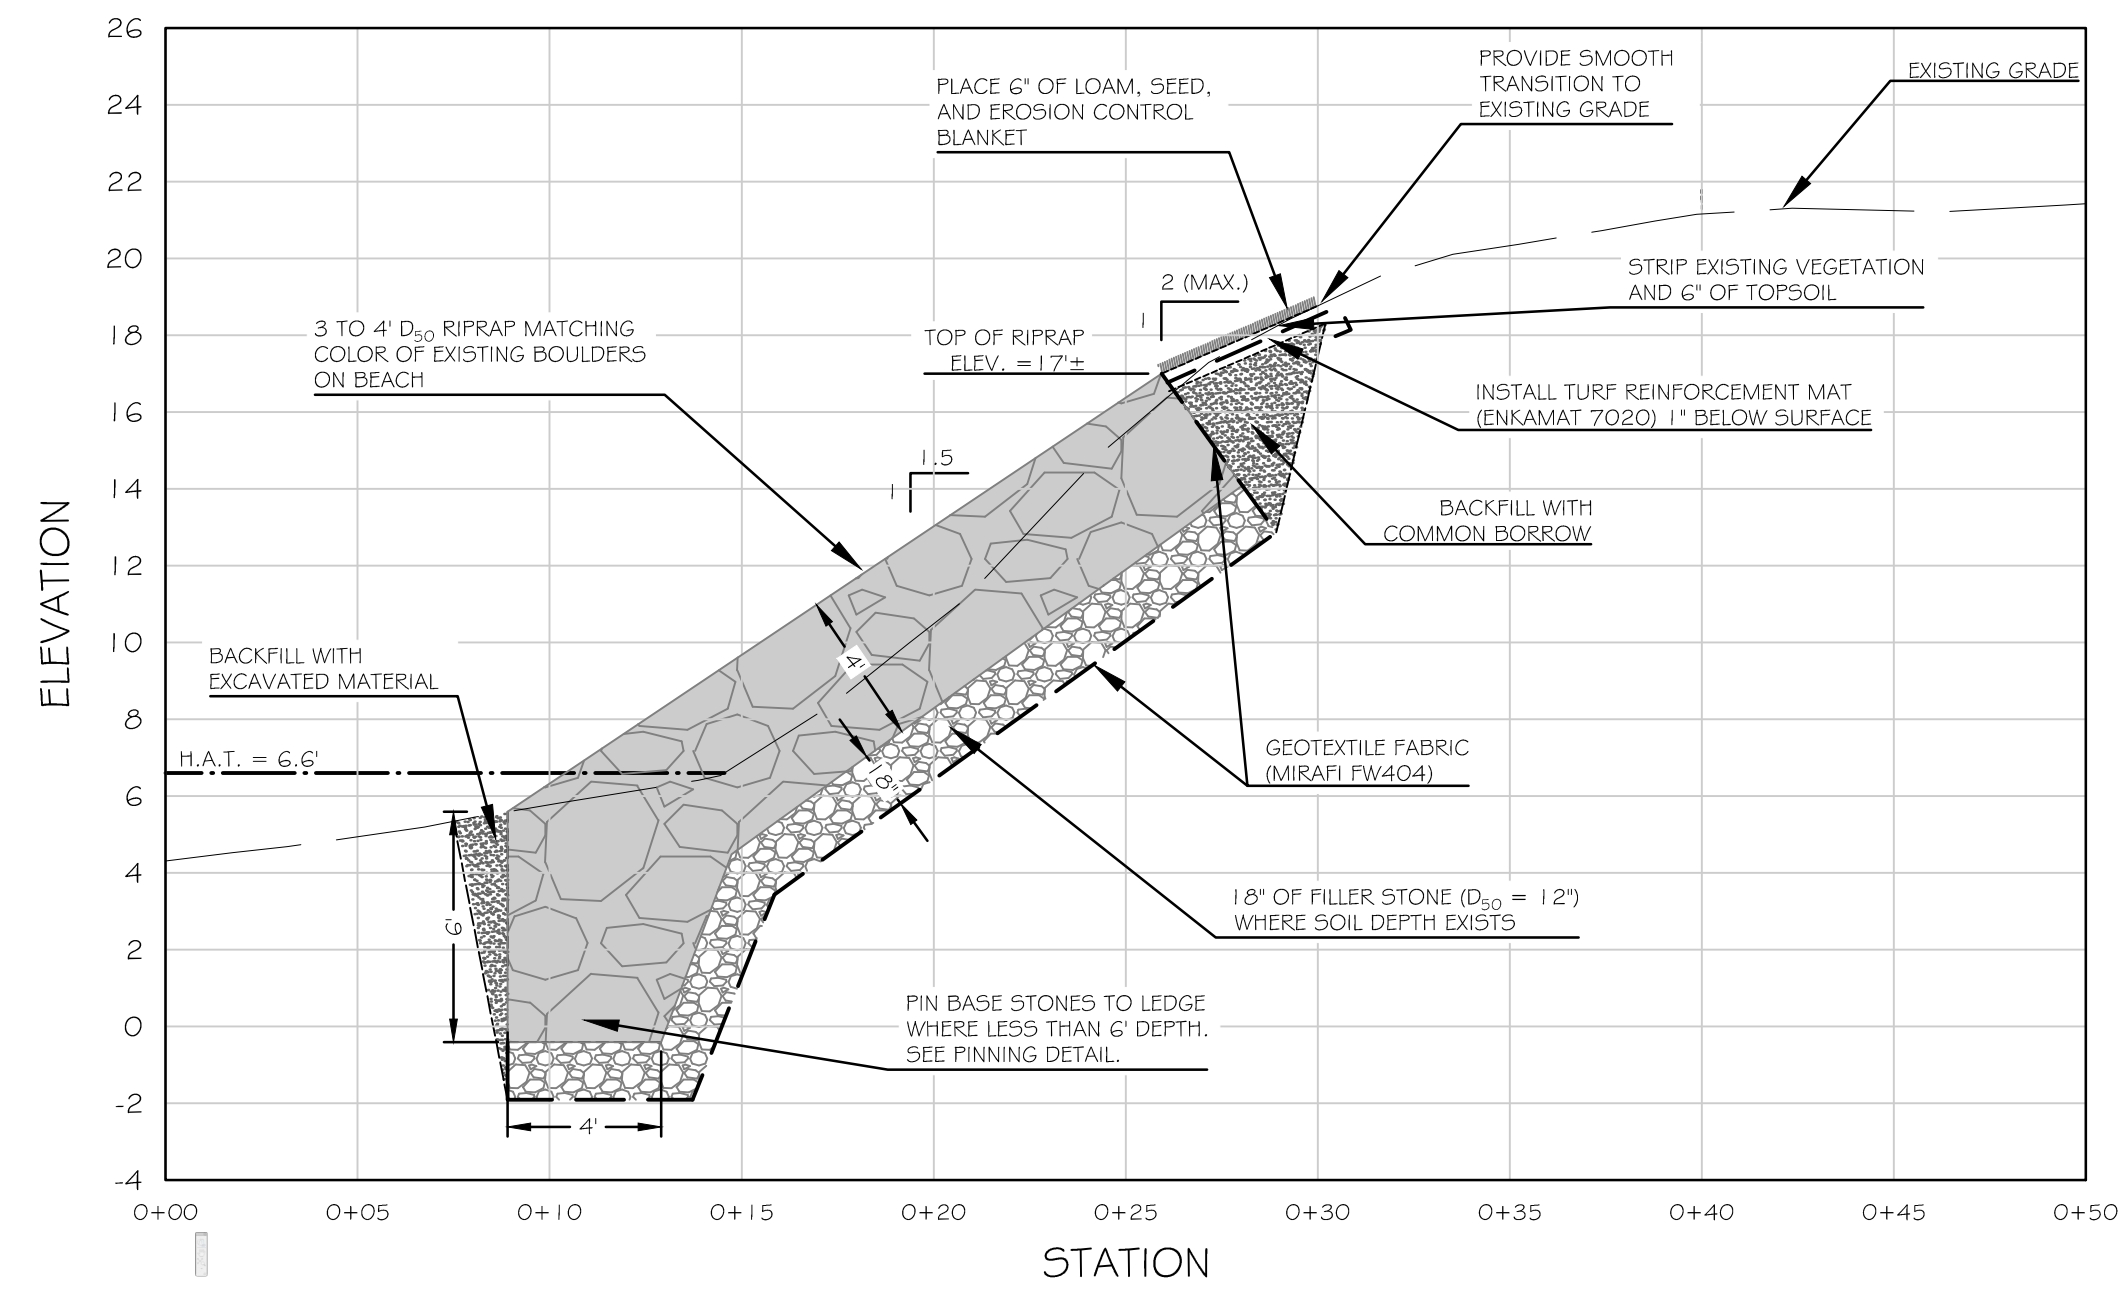 26
24
22
20
18
16
14
12
10
8
6
4
2
0
-2
-4
ELEVATION
0+00
0+05
0+10
0+15
0+20
0+25
0+30
0+35
0+40
0+45
0+50
STATION
PLACE 6" OF LOAM, SEED,
AND EROSION CONTROL
BLANKET
PROVIDE SMOOTH
TRANSITION TO
EXISTING GRADE
EXISTING GRADE
STRIP EXISTING VEGETATION
AND 6" OF TOPSOIL
2 (MAX.)
1
TOP OF RIPRAP
ELEV. =17'±
3 TO 4' D50 RIPRAP MATCHING
COLOR OF EXISTING BOULDERS
ON BEACH
INSTALL TURF REINFORCEMENT MAT
(ENKAMAT 7020) 1" BELOW SURFACE
1.5
1
BACKFILL WITH
COMMON BORROW
BACKFILL WITH
EXCAVATED MATERIAL
4'
18"
H.A.T. = 6.6'
GEOTEXTILE FABRIC
(MIRAFI FW404)
6'
18" OF FILLER STONE (D50 = 12")
WHERE SOIL DEPTH EXISTS
PIN BASE STONES TO LEDGE
WHERE LESS THAN 6' DEPTH.
SEE PINNING DETAIL.
4'